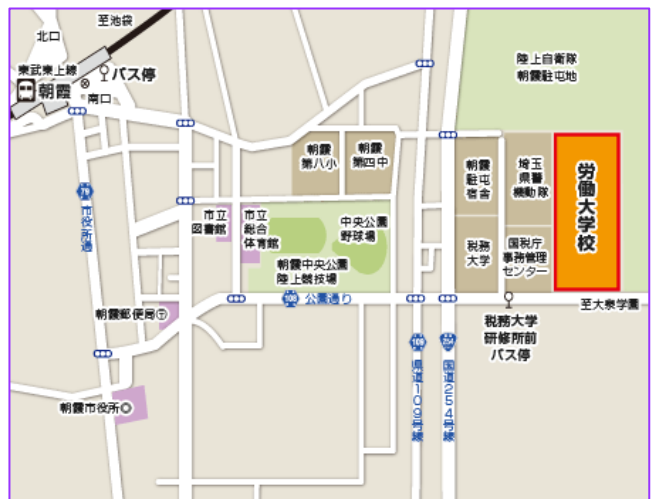 至池袋
北口
東武東上線
バス停
朝霞
南口
陸上自衛隊
朝霞駐屯地
朝霞
第八小
朝霞
第四中
朝霞
駐屯
宿舎
埼玉
県警
機動隊
労働大学校
79
市役所通
市立
図書館
市立
総合
体育館
中央公園
野球場
朝霞中央公園
陸上競技場
税務
大学
国税庁
事務管理
センター
108
公園通り
至大泉学園
朝霞郵便局
税務大学
研修所前
バス停
109
県道109号線
254
国道254号線
朝霞市役所